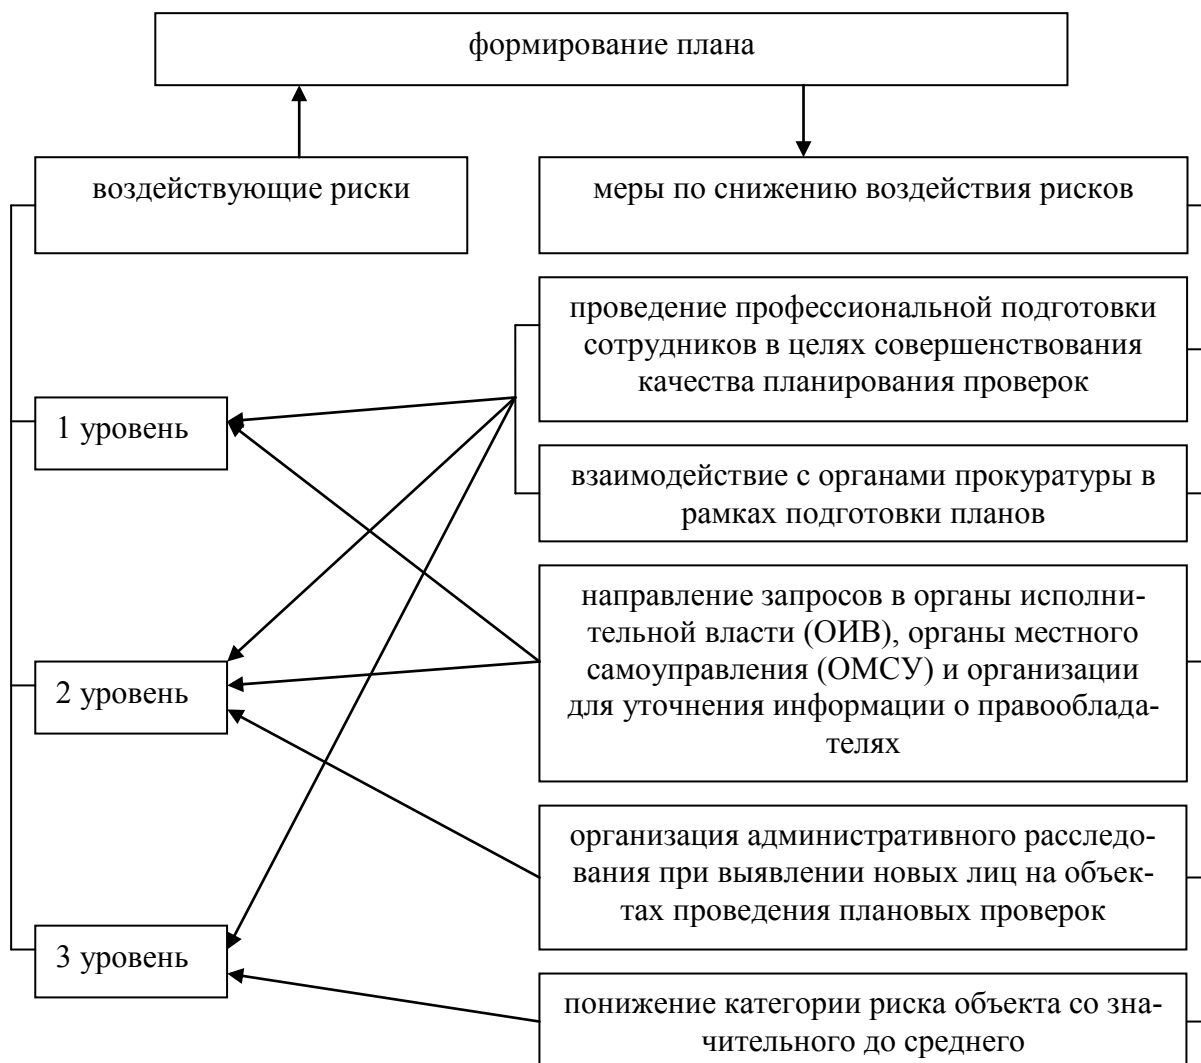 формирование плана
воздействующие риски
меры по снижению воздействия рисков
проведение профессиональной подготовки
сотрудников в целях совершенствования
качества планирования проверок
1 уровень
взаимодействие с органами прокуратуры в
рамках подготовки планов
направление запросов в органы исполни-
тельной власти (ОИВ), органы местного
самоуправления (ОМСУ) и организации
для уточнения информации о правооблада-
телях
2 уровень
организация административного расследо-
вания при выявлении новых лиц на объек-
тах проведения плановых проверок
3 уровень
понижение категории риска объекта со зна-
чительного до среднего